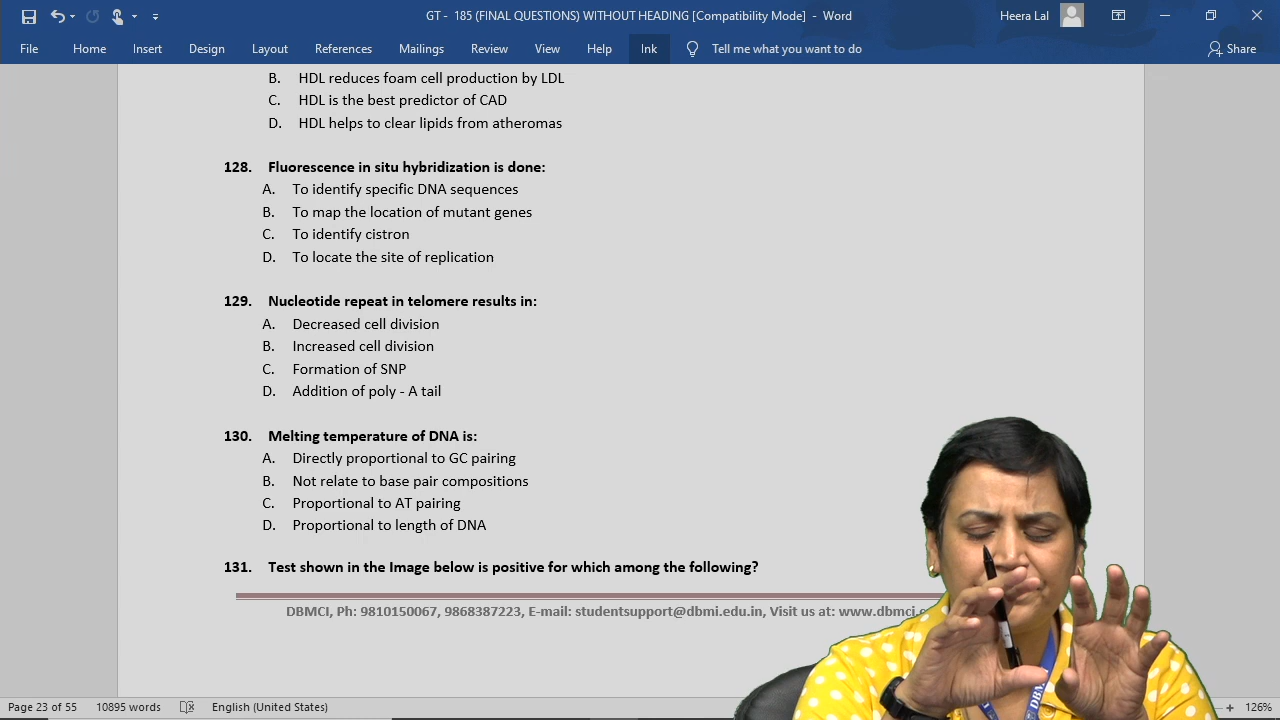 GT - 185 (FINAL QUESTIONS) WITHOUT HEADING [Compatibility Mode] - Word
Heera Lal
File Home Insert Design Layout References Mailings Review View Help Ink Tell me what you want to do Share
B. HDL reduces foam cell production by LDL
C. HDL is the best predictor of CAD
D. HDL helps to clear lipids from atheromas
128. Fluorescence in situ hybridization is done:
A. To identify specific DNA sequences
B. To map the location of mutant genes
C. To identify cistron
D. To locate the site of replication
129. Nucleotide repeat in telomere results in:
A. Decreased cell division
B. Increased cell division
C. Formation of SNP
D. Addition of poly - A tail
130. Melting temperature of DNA is:
A. Directly proportional to GC pairing
B. Not relate to base pair compositions
C. Proportional to AT pairing
D. Proportional to length of DNA
131. Test shown in the Image below is positive for which among the following?
DBMCI, Ph: 9810150067, 9868387223, E-mail: studentsupport@dbmi.edu.in, Visit us at: www.dbmci.c
Page 23 of 55 10895 words English (United States) 126%